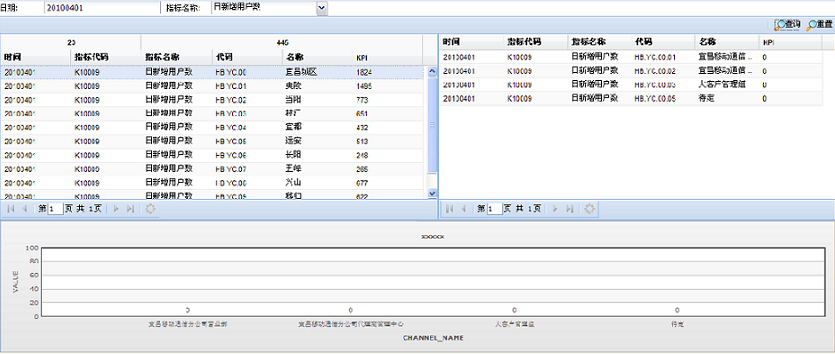 日期: 20100401 指标名称: 日新增用户数
查询 重置
23 445
时间 指标代码 指标名称 代码 名称 KPI
20100401 K10009 日新增用户数 HB.YC.00 宜昌城区 1824
20100401 K10009 日新增用户数 HB.YC.01 夷陵 1485
20100401 K10009 日新增用户数 HB.YC.02 当阳 773
20100401 K10009 日新增用户数 HB.YC.03 枝江 651
20100401 K10009 日新增用户数 HB.YC.04 宜都 432
20100401 K10009 日新增用户数 HB.YC.05 远安 513
20100401 K10009 日新增用户数 HB.YC.06 长阳 248
20100401 K10009 日新增用户数 HB.YC.07 五峰
20100401 K10009 日新增用户数 HB.YC.08 兴山 677
20100401 K10009 日新增用户数 HB.YC.09 秭归 622
第 1 页 共 1页
时间 指标代码 指标名称 代码 名称 KPI
20100401 K10009 日新增用户数 HB.YC.00.01 宜昌移动通信 ... 0
20100401 K10009 日新增用户数 HB.YC.00.02 宜昌移动通信 ... 0
20100401 K10009 日新增用户数 HB.YC.00.03 大客户管理组 0
20100401 K10009 日新增用户数 HB.YC.00.05 待定 0
第 1 页 共 1页
xxxxx
VALUE
100
80
60
40
20
0
0 0 0 0
宜昌移动通信分公司营业部 宜昌移动通信分公司代理商管理中心 大客户管理组 待定
CHANNEL_NAME